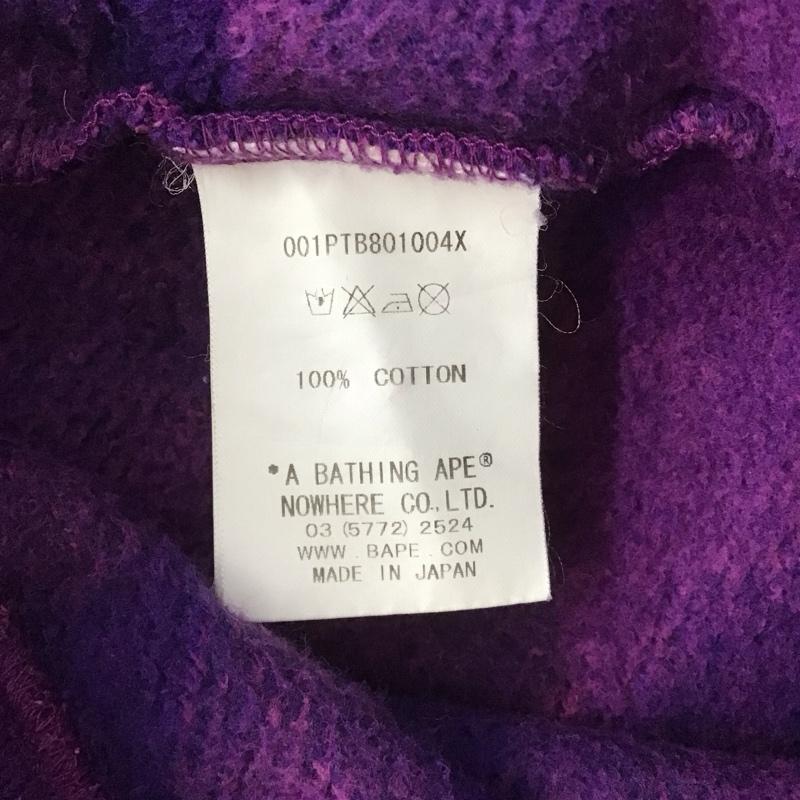 001PTB801004X
100% COTTON
*A BATHING APE®
NOWHERE CO.,LTD.
03 (5772) 2524
WWW . BAPE . COM
MADE IN JAPAN